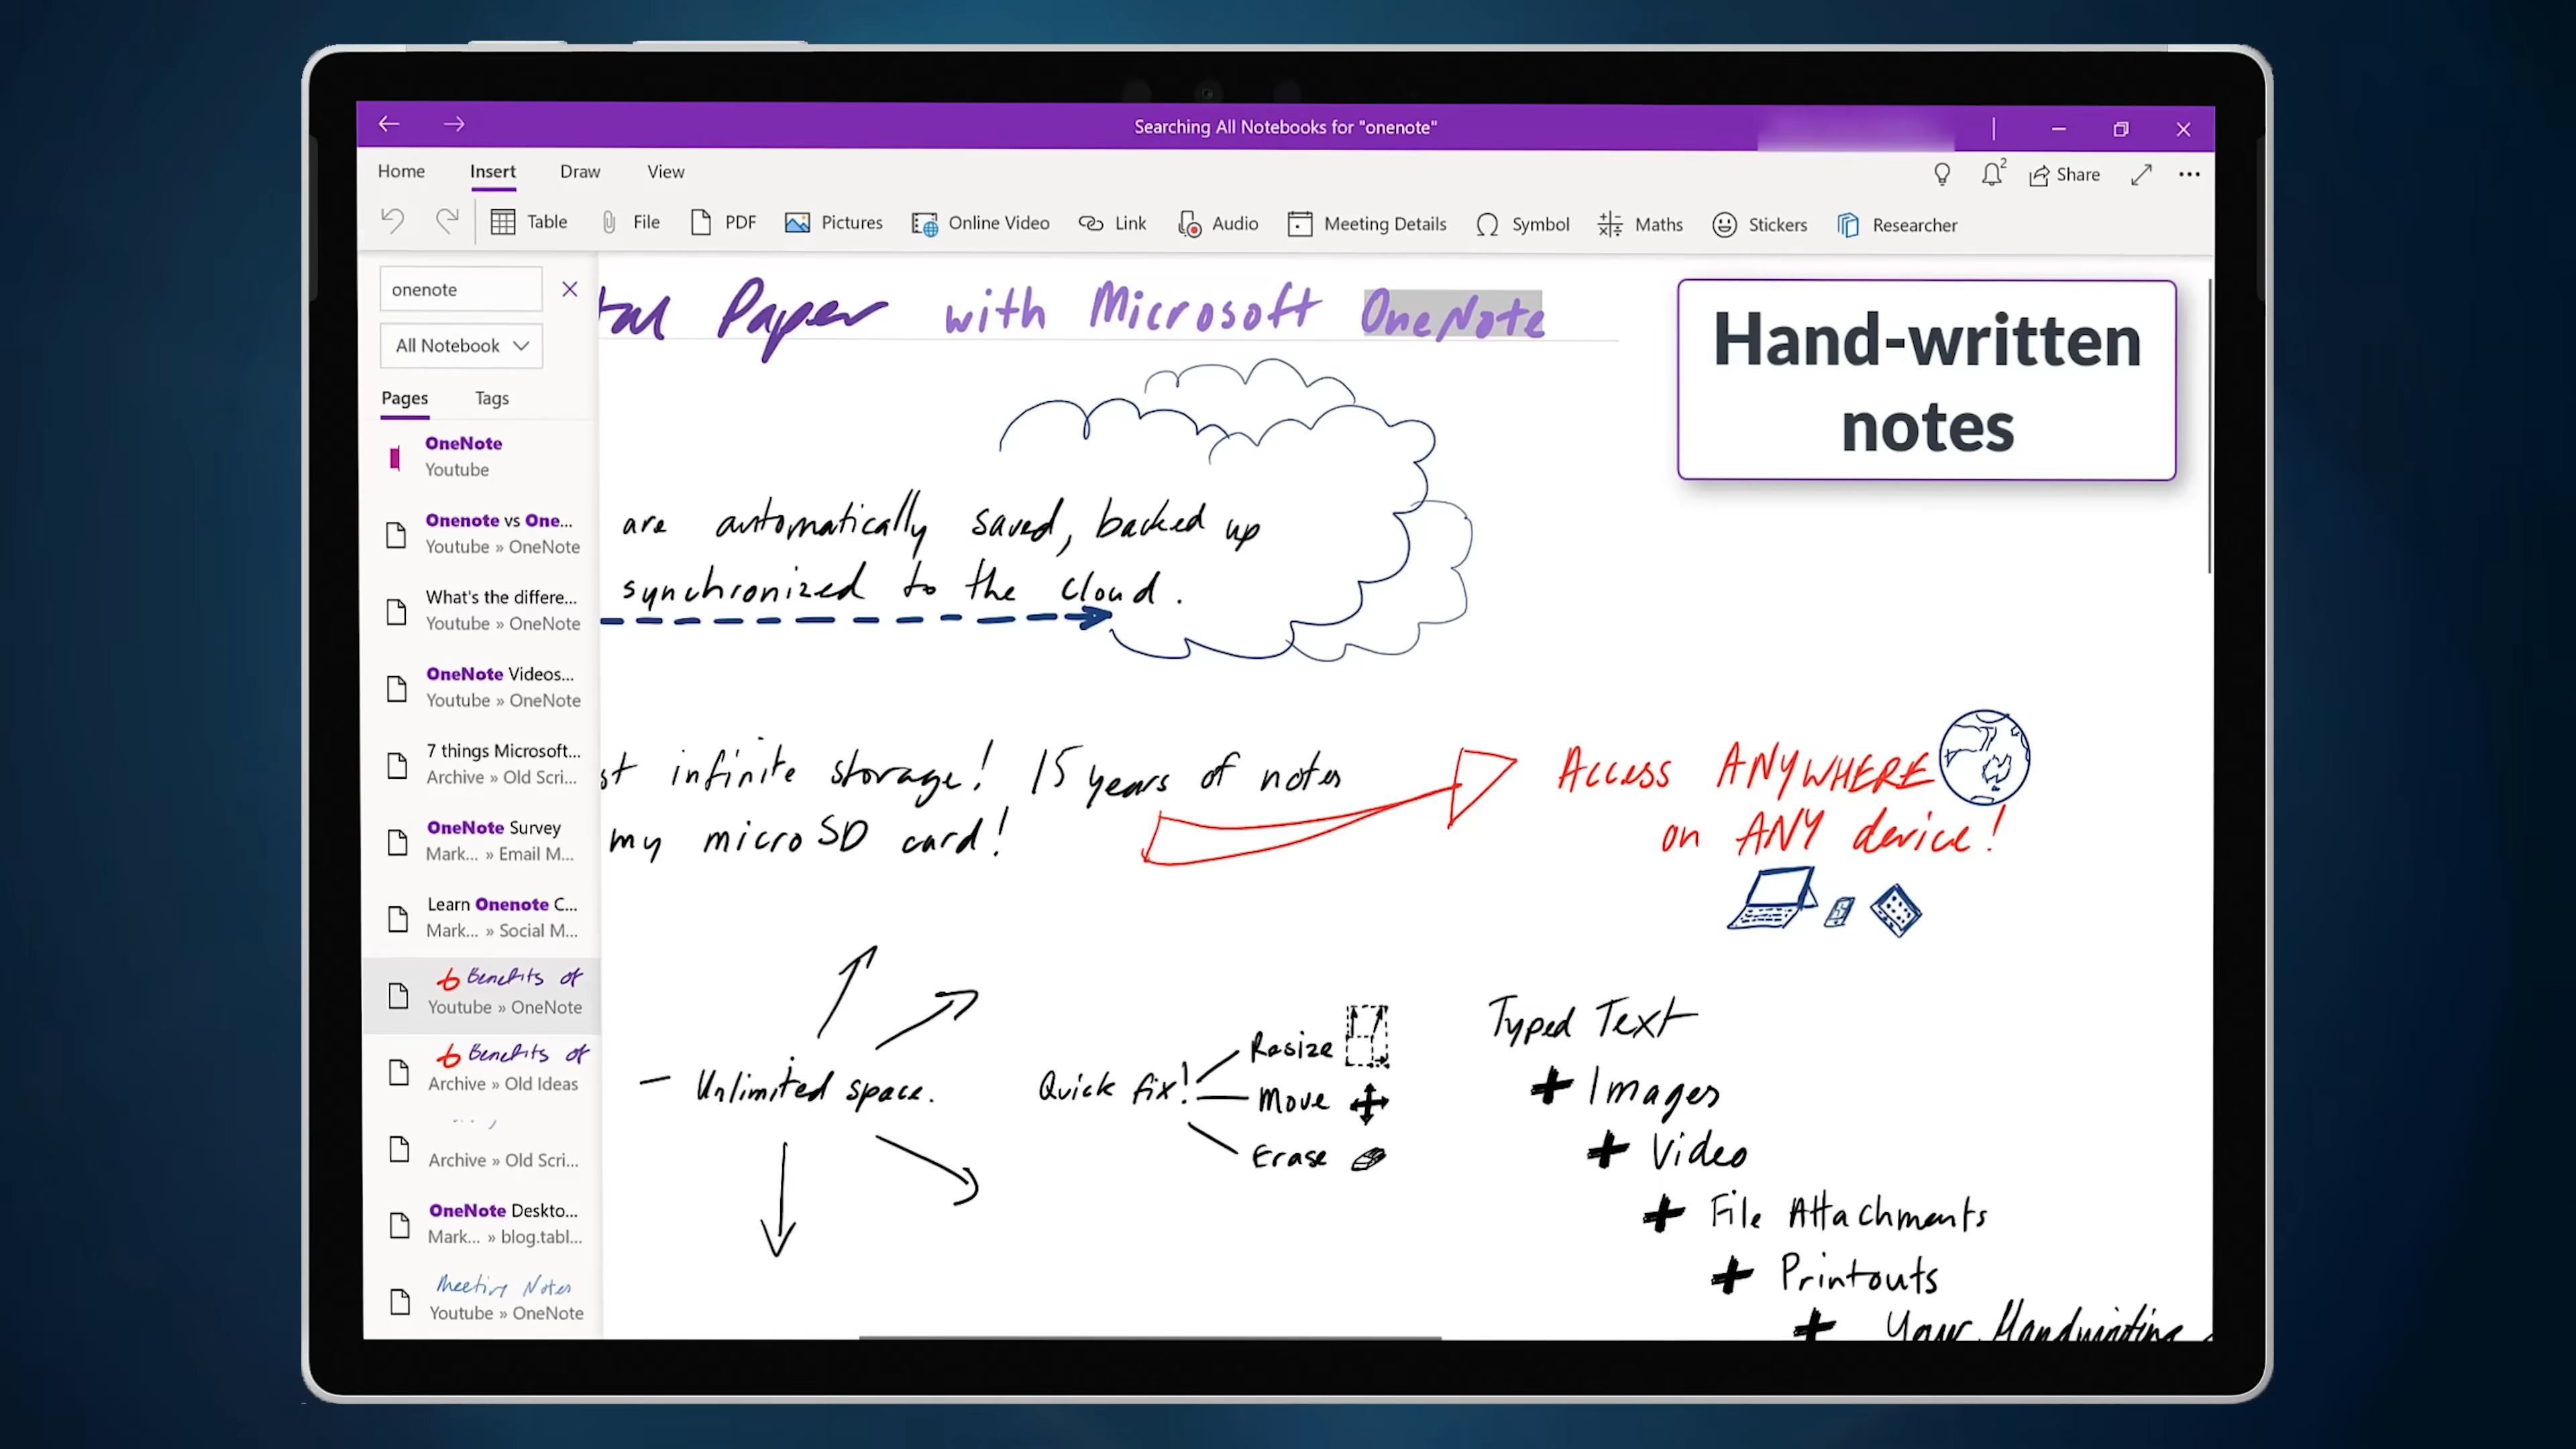 Searching All Notebooks for "onenote"
Home Insert Draw View
2 Share
Table File PDF Pictures Online Video Link Audio Meeting Details Symbol Maths Stickers Researcher
onenote
All Notebook
Pages Tags
OneNote
Youtube
Onenote vs One...
Youtube » OneNote
What's the differe...
Youtube » OneNote
OneNote Videos...
Youtube » OneNote
7 things Microsoft...
Archive » Old Scri...
OneNote Survey
Mark... » Email M...
Learn Onenote C...
Mark... » Social M...
6 Benefits of
Youtube » OneNote
6 Benefits of
Archive » Old Ideas
Archive » Old Scri...
OneNote Deskto...
Mark... » blog.tabl...
Meeting Notes
Youtube » OneNote
tal Paper with Microsoft OneNote
Hand-written
notes
are automatically saved, backed up
synchronized to the cloud.
st infinite storage! 15 years of notes
my micro SD card!
Access ANYWHERE
on ANY device!
- Unlimited space.
Quick fix!
Resize
Move
Erase
Typed Text
+ Images
+ Video
+ File Attachments
+ Printouts
+ Your Handwriting